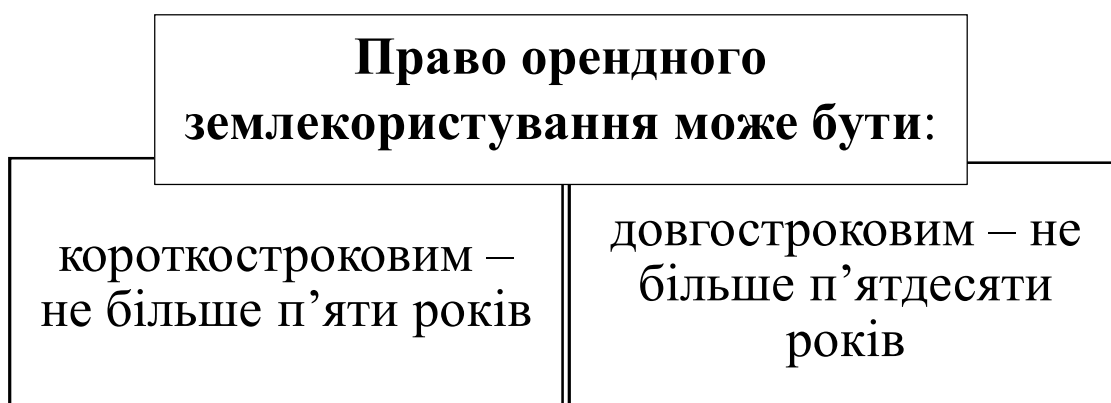 Право орендного
землекористування може бути:
короткостроковим –
не більше п’яти років
довгостроковим – не
більше п’ятдесяти
років